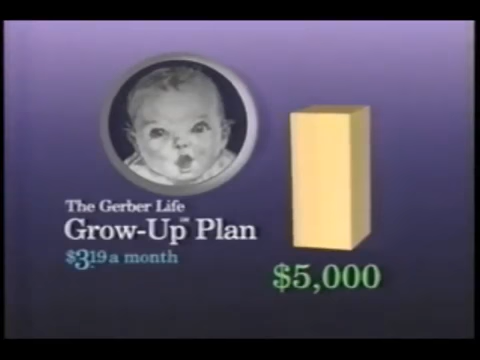 The Gerber Life
Grow-Up℠ Plan
$3.19 a month
$5,000